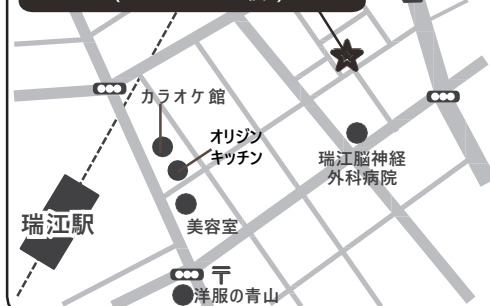 カラオケ館
オリジン
キッチン
瑞江脳神経
外科病院
瑞江駅
美容室
〒
洋服の青山